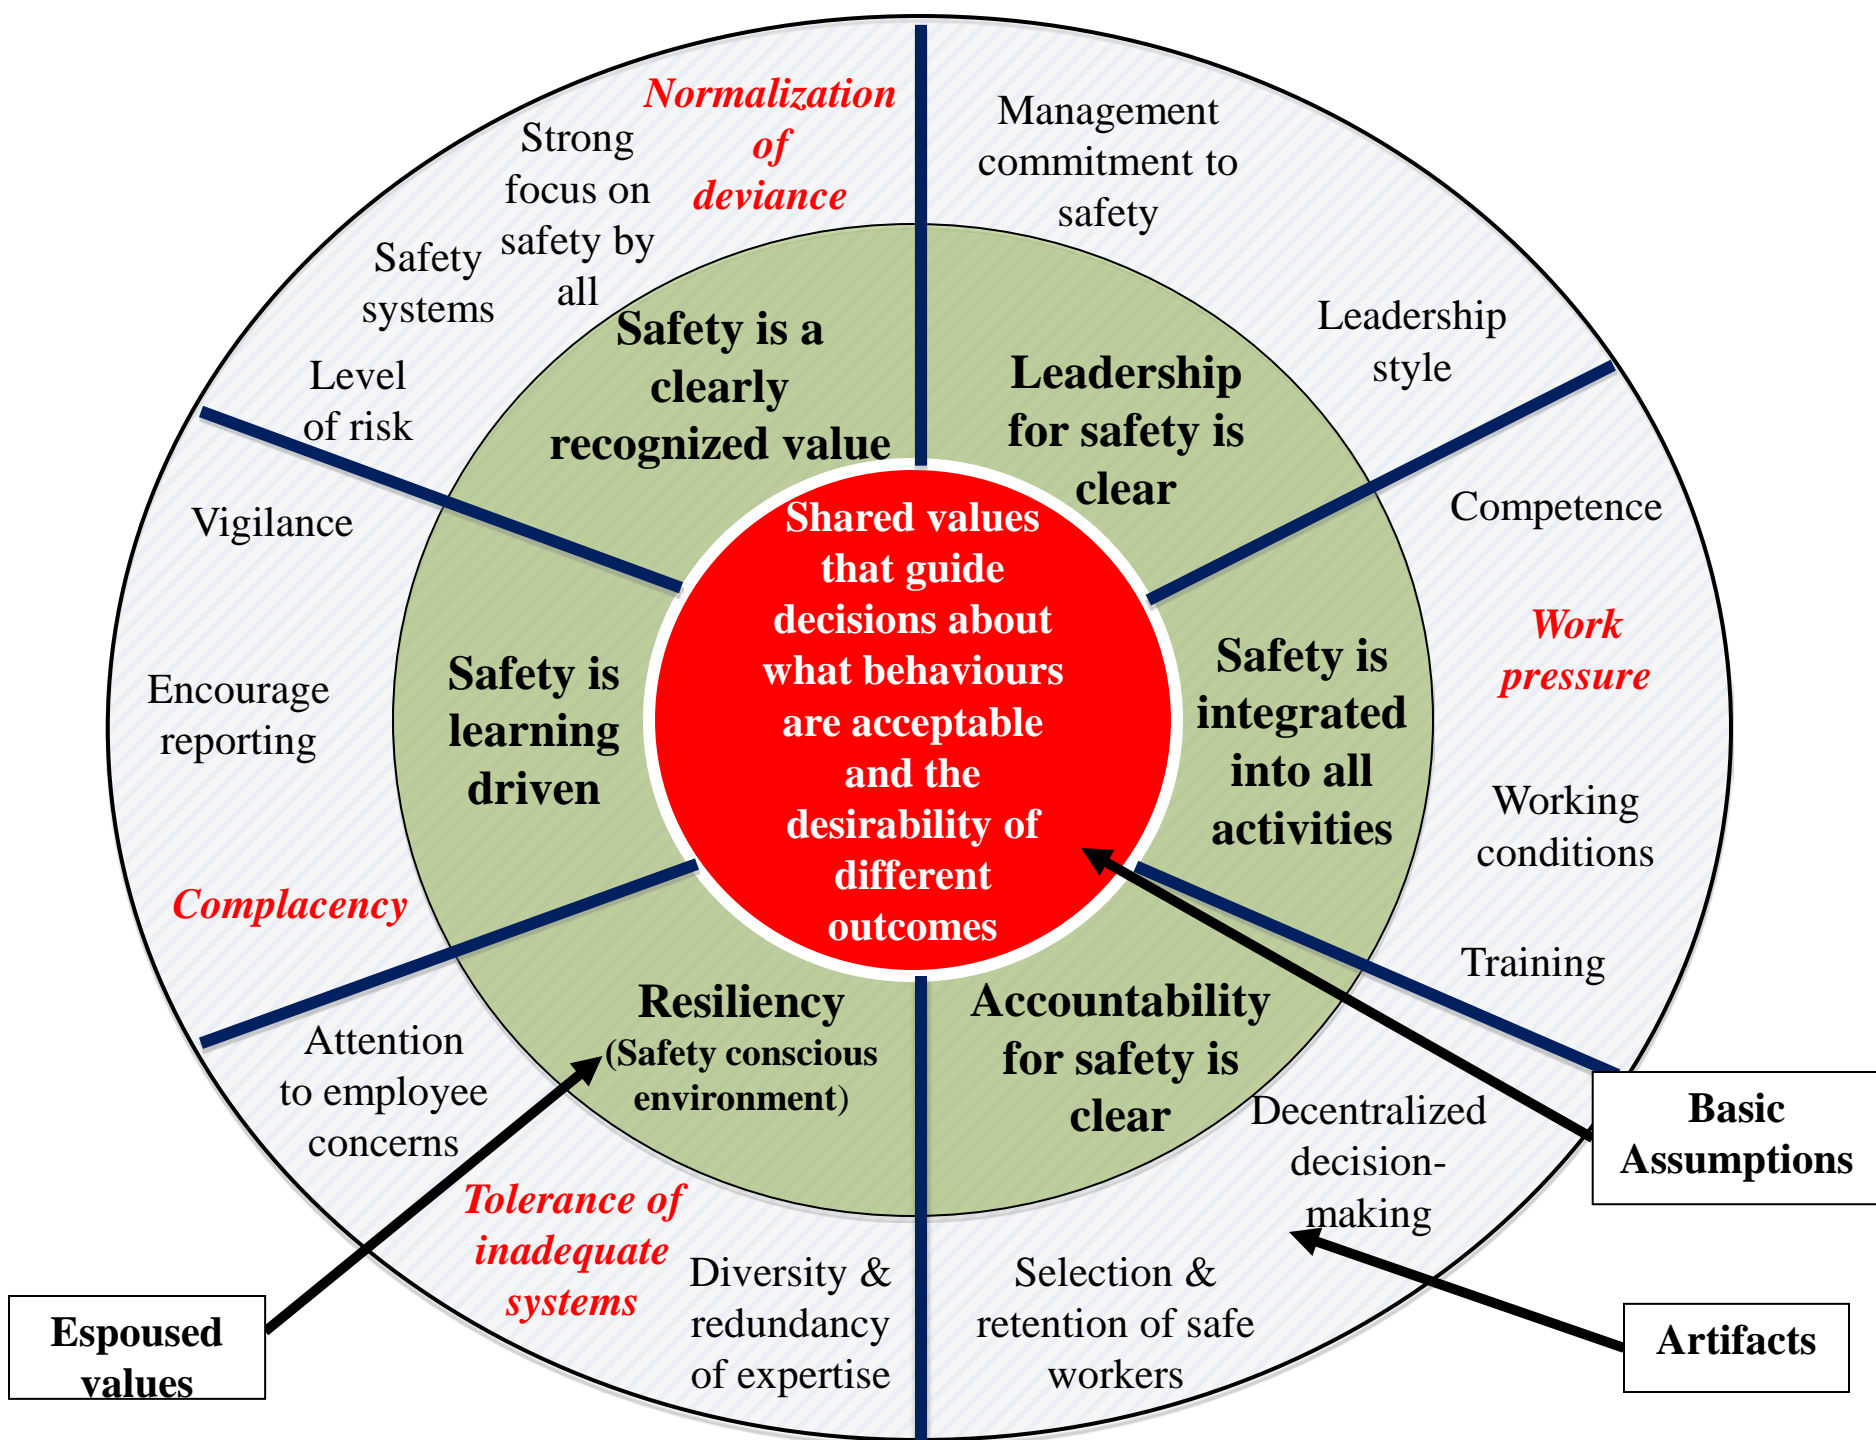 Normalization
of
deviance
Strong
focus on
safety by
all
Safety
systems
Level
of risk
Management
commitment to
safety
Leadership
style
Safety is a
clearly
recognized value
Leadership
for safety is
clear
Vigilance
Encourage
reporting
Complacency
Safety is
learning
driven
Shared values
that guide
decisions about
what behaviours
are acceptable
and the
desirability of
different
outcomes
Safety is
integrated
into all
activities
Competence
Work
pressure
Working
conditions
Training
Resiliency
(Safety conscious
environment)
Accountability
for safety is
clear
Attention
to employee
concerns
Tolerance of
inadequate
systems
Diversity &
redundancy
of expertise
Decentralized
decision-
making
Selection &
retention of safe
workers
Basic
Assumptions
Espoused
values
Artifacts